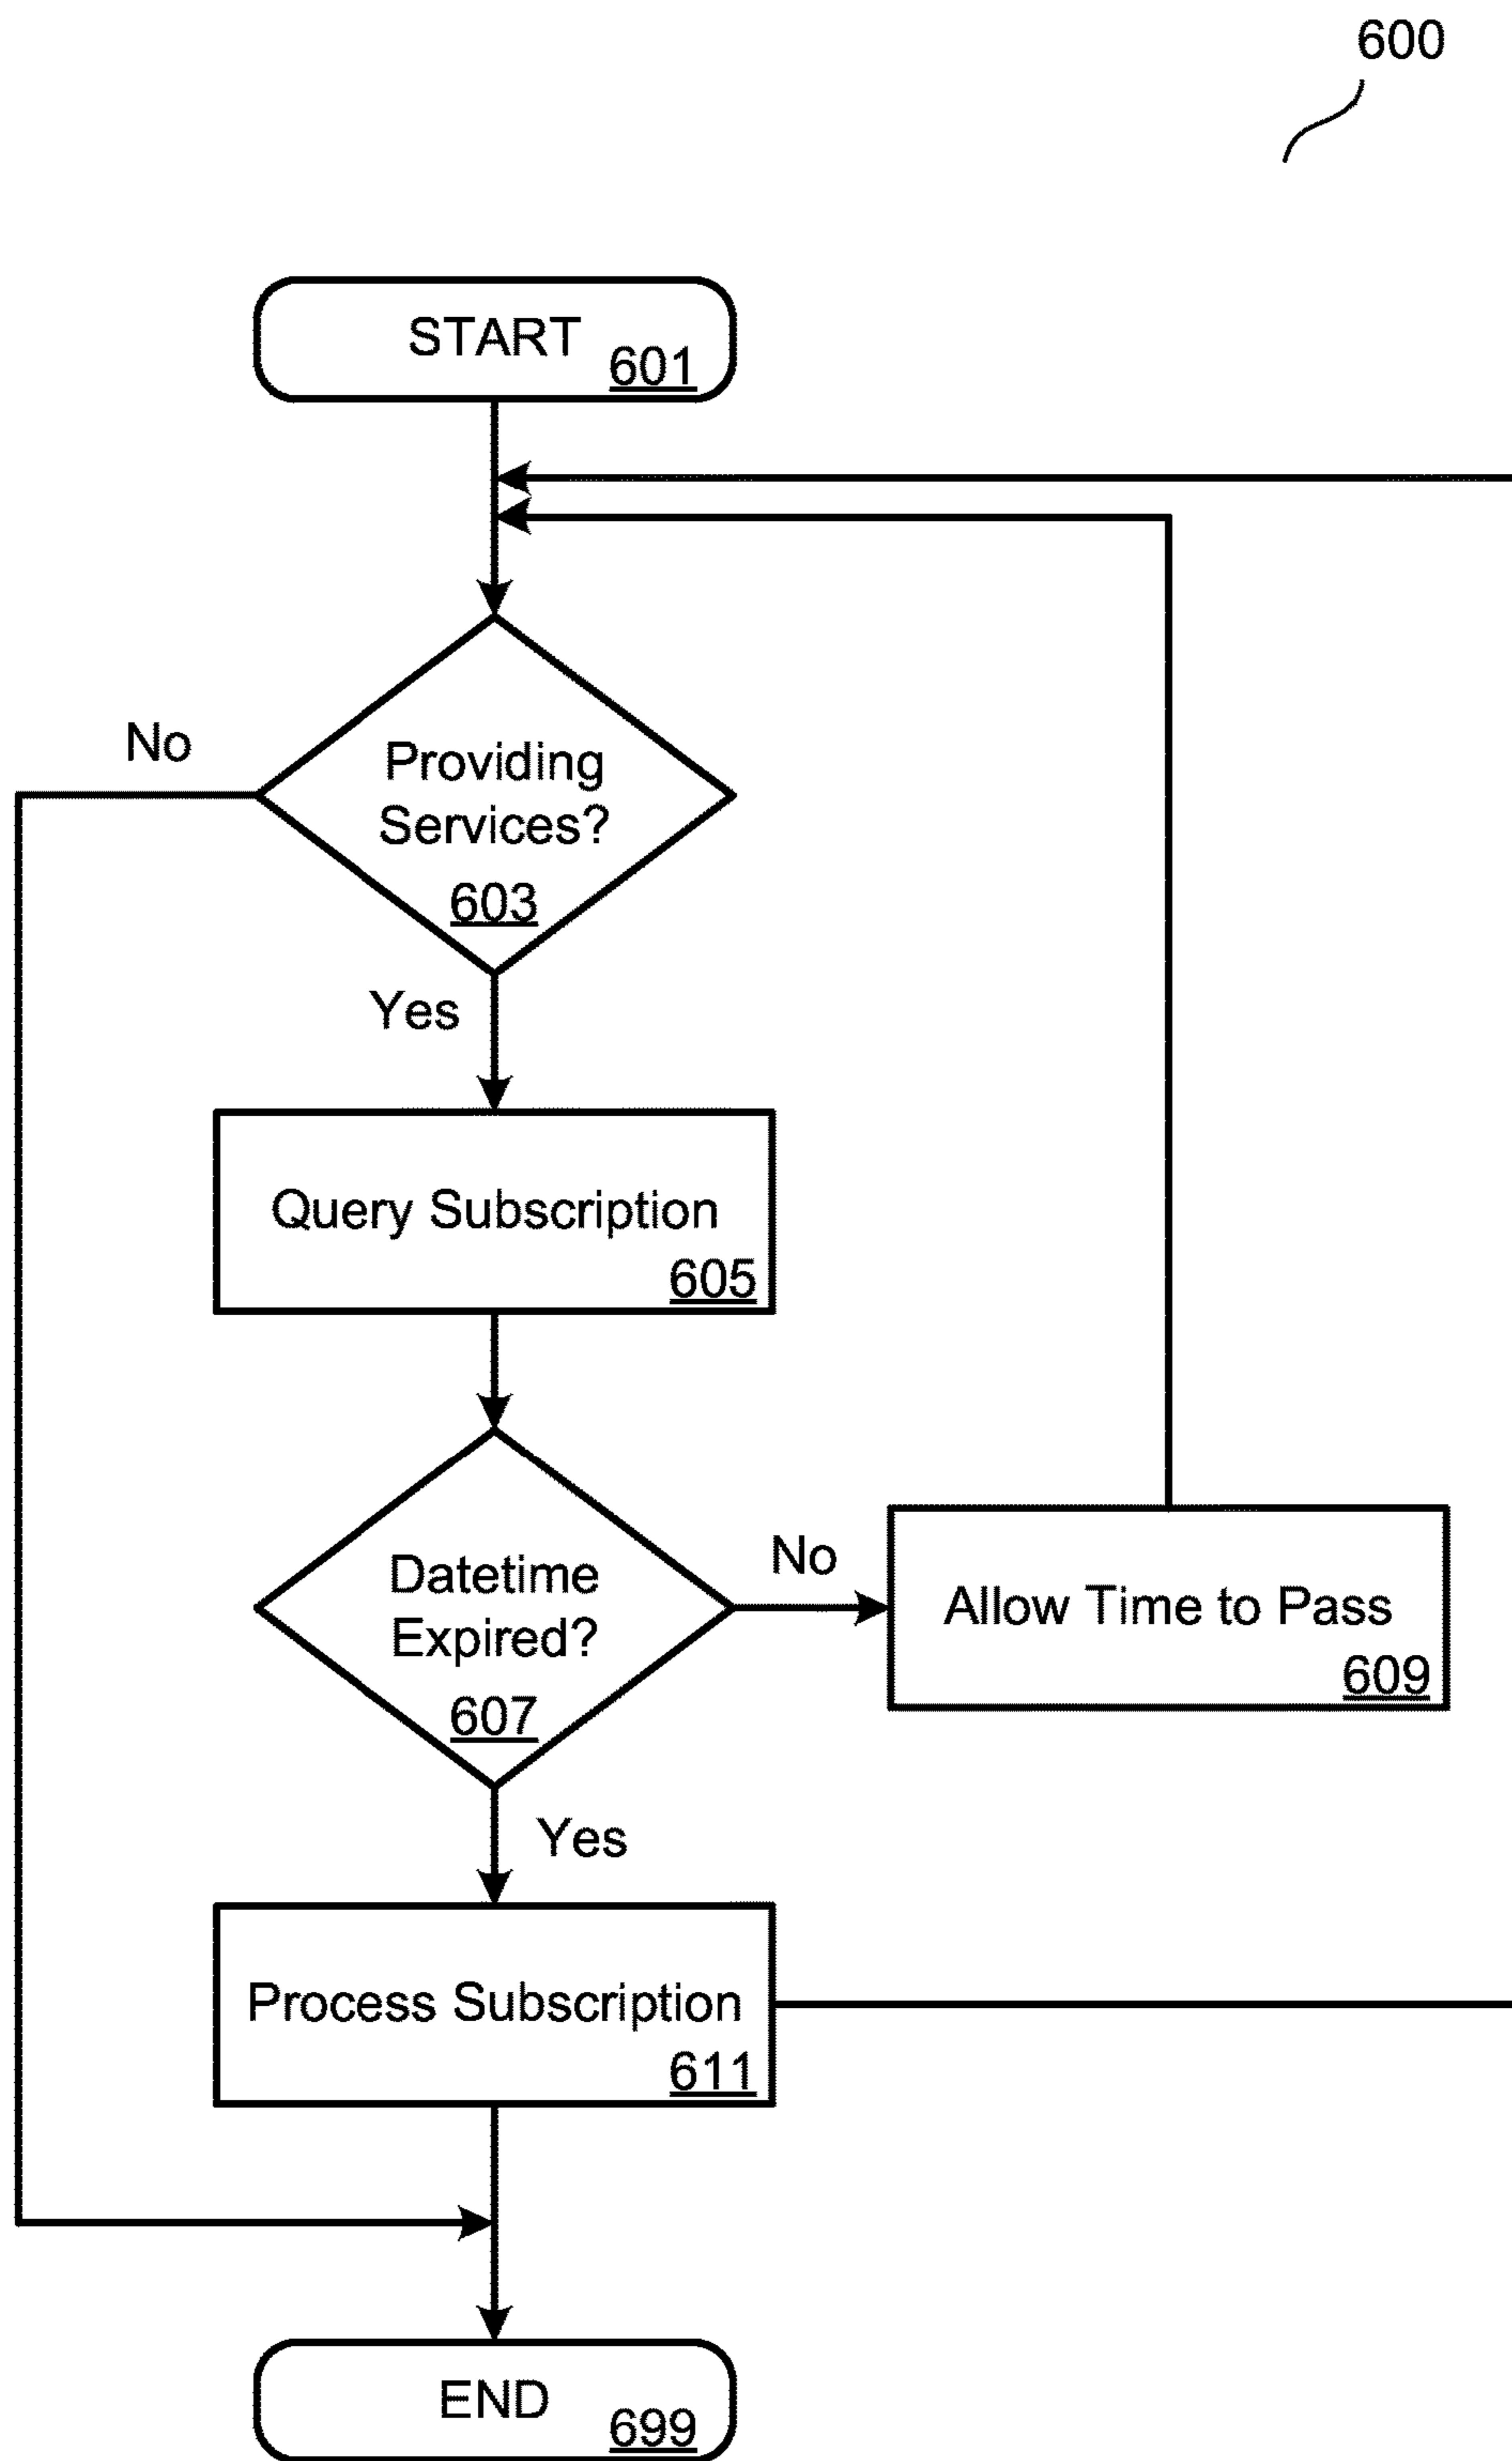 600
START
601
Providing
Services?
603
No
Yes
Query Subscription
605
Datetime
Expired?
607
No
Allow Time to Pass
609
Yes
Process Subscription
611
END
699